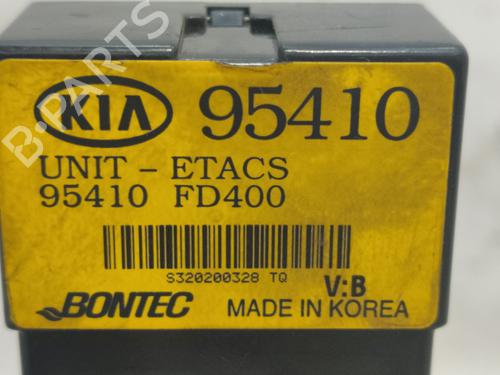 KIA 95410
UNIT - ETACS
95410 FD400
S320200328 TQ
V:B
BONTEC MADE IN KOREA
B-PARTS